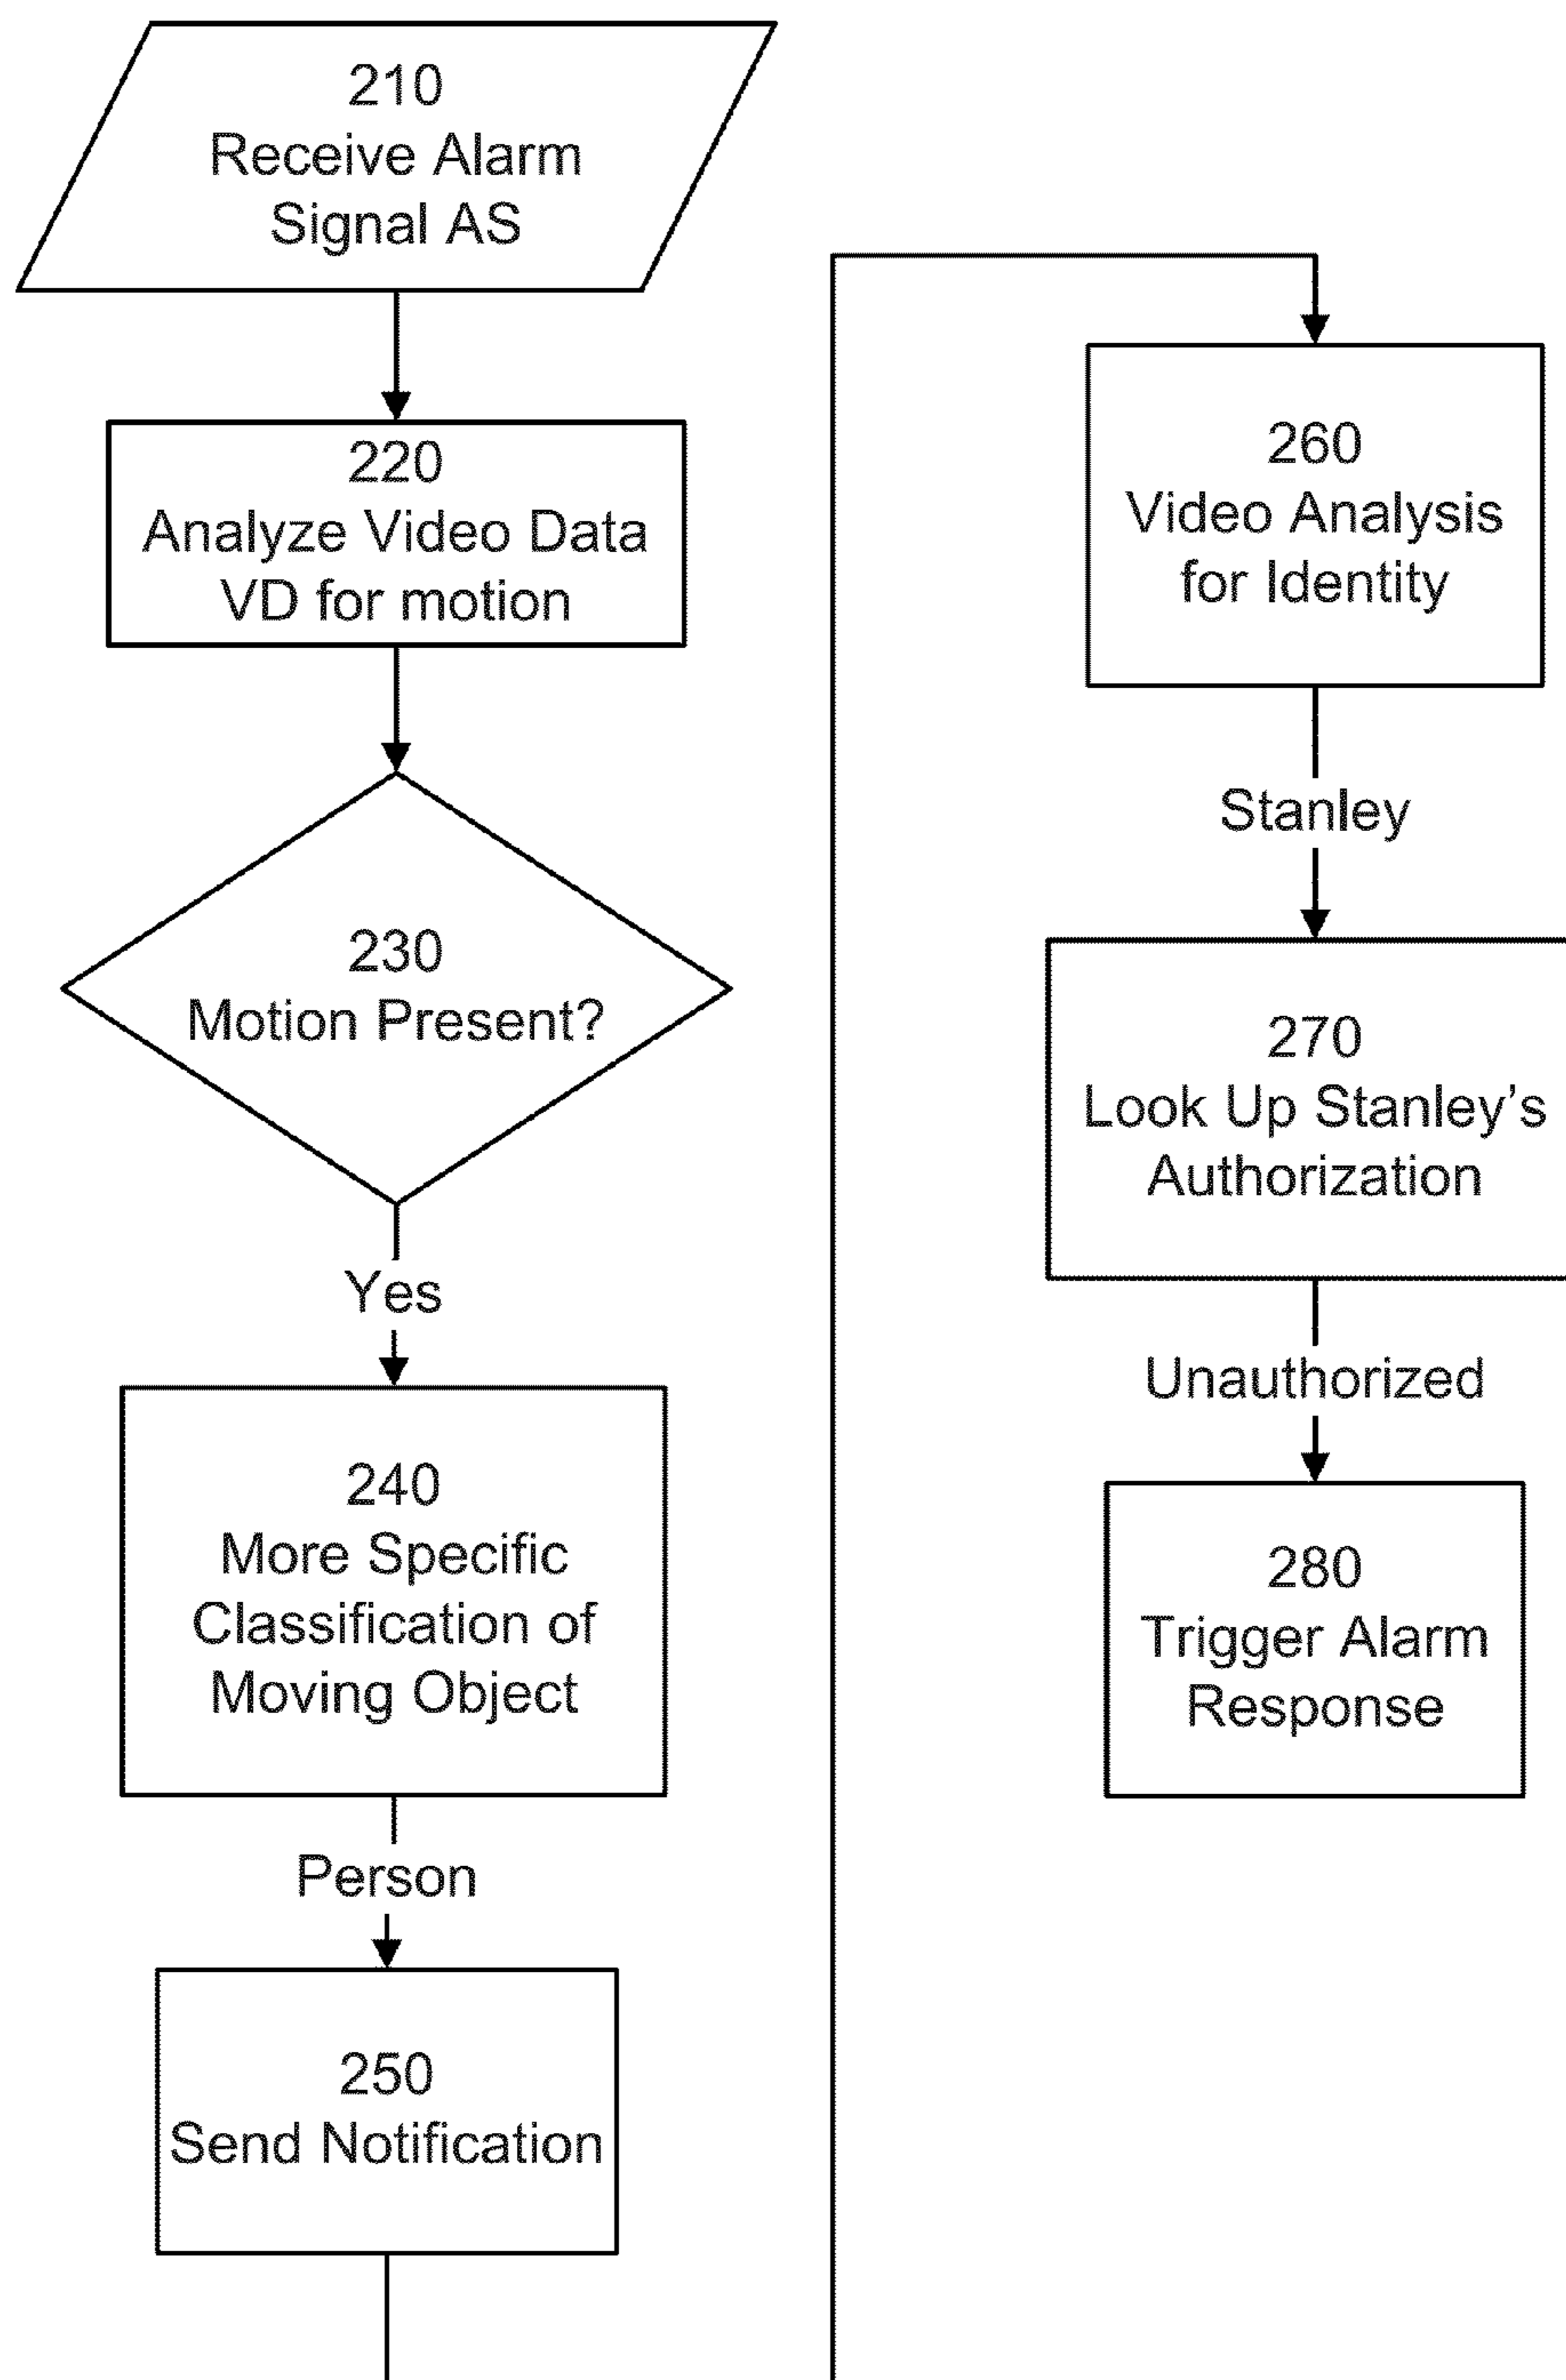 210
Receive Alarm
Signal AS
220
Analyze Video Data
VD for motion
230
Motion Present?
Yes
240
More Specific
Classification of
Moving Object
Person
250
Send Notification
260
Video Analysis
for Identity
Stanley
270
Look Up Stanley’s
Authorization
Unauthorized
280
Trigger Alarm
Response